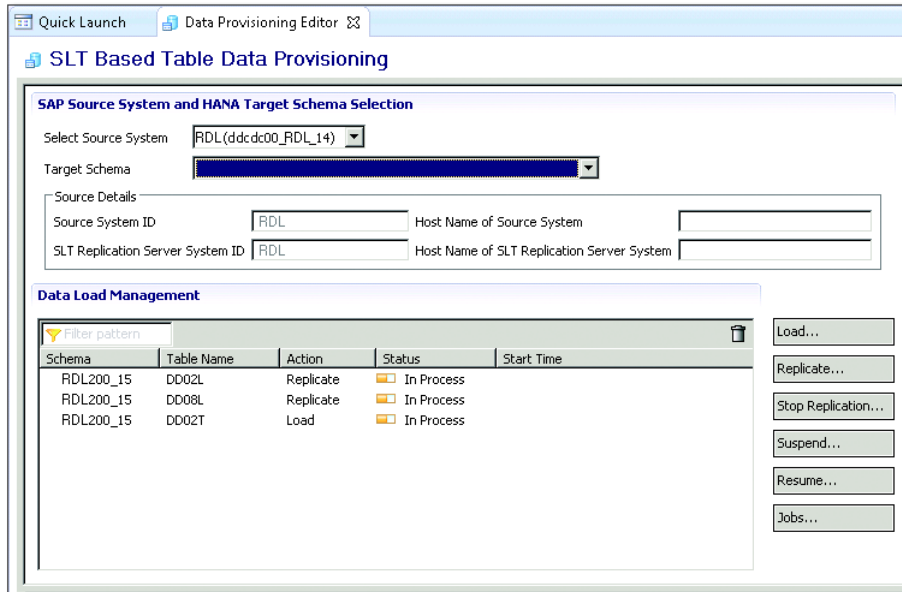 Quick Launch
Data Provisioning Editor
SLT Based Table Data Provisioning
SAP Source System and HANA Target Schema Selection
Select Source System RDL(ddcdc00_RDL_14)
Target Schema
Source Details
Source System ID RDL Host Name of Source System
SLT Replication Server System ID RDL Host Name of SLT Replication Server System
Data Load Management
Filter pattern
Load...
Schema Table Name Action Status Start Time
Replicate...
RDL200_15 DD02L Replicate In Process
RDL200_15 DD08L Replicate In Process
Stop Replication...
RDL200_15 DD02T Load In Process
Suspend...
Resume...
Jobs...